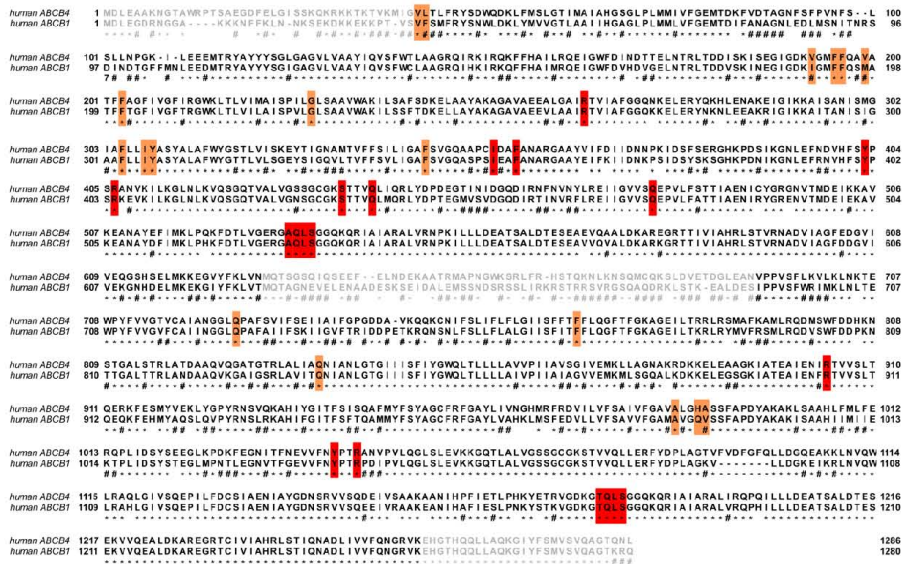 human ABCB4 1 MDLEAAKNGTAWRPTSAEGDFELGISSKQKRKKTKTVKMIGVLTLFRYSDWQDKLFMSLGTIMAIAHGSGLPLMMIVFGEMTDKFVDTAGNFSFPVNFS-L 100
human ABCB1 1 MDLEGDRNGGA----KKKNFFKLNNKSEKDKKEKKPTVSVFSMFRYSNWLDKLYMVVGTLAAIIHGAGLPLMMLVFGEMTDIFANAGNLEDLMSNITNRS 96
human ABCB4 101 SLLNPGK-I-LEEEMTRYAYYYSGLGAGVLVAAYIQVSFWTLAAGRQIRKIRQKFFHAILRQEIGWFDINDTTELNTRLTDDISKISEGIGDKVGMFFQAVA 200
human ABCB1 97 DINDTGFFMNLEEDMTRYAYYYSGIGAGVLVAAYIQVSFWCLAAGRQIHKIRKQFFHAIMRQEIGWFDVHDVGELNTRLTDDVSKINEGIGDKIGMFFQSMA 198
human ABCB4 201 TFFAGFIVGFIRGWKLTLVIMAISPILGLSAAVWAKILSAFSDKELAAYAKAGAVAEEALGAIRTVIAFGGQNKELERYQKHLENAKEIGIKKAISANISMG 302
human ABCB1 199 TFFTGFIVGFTRGWKLTLVILAISPVLGLSAAVWAKILSSFTDKELLAYAKAGAVAEEVLAAIRTVIAFGGQKKELERYNKNLEEAKRIGIKKAITANISIG 300
human ABCB4 303 IAFLLIYASYALAFWYGSTLVISKEYTIGNAMTVFFSILIGAFSVGQAAPCIDAFANARGAAYVIFDIIDNNPKIDSFSERGHKPDSIKGNLEFNDVHFSYP 404
human ABCB1 301 AAFLLIYASYALAFWYGTTLVLSGEYSIGQVLTVFFSVLIGAFSVGQASPSIEAFANARGAAYEIFKIIDNKPSIDSYSKSGHKPDNIKGNLEFRNVHFSYP 402
human ABCB4 405 SRANVKILKGLNLKVQSGQTVALVGSSGCGKSTTVQLIQRLYDPDEGTINIDGQDIRNFNVNYLREIIGVVSQEPVLFSTTIAENICYGRGNVTMDEIKKAV 506
human ABCB1 403 SRKEVKILKGLNLKVQSGQTVALVGNSGCGKSTTVQLMQRLYDPTEGMVSVDGQDIRTINVRFLREIIGVVSQEPVLFATTIAENIRYGRENVTMDEIEKAV 504
human ABCB4 507 KEANAYEFIMKLPQKFDTLVGERGAQLSGGQKQRIAIARALVRNPKILLLDEATSALDTESEAEVQAALDKAREGRTTIVIAHRLSTVRNADVIAGFEDGVI 608
human ABCB1 505 KEANAYDFIMKLPHKFDTLVGERGAQLSGGQKQRIAIARALVRNPKILLLDEATSALDTESEAVVQVALDKARKGRTTIVIAHRLSTVRNADVIAGFDDGVI 606
human ABCB4 609 VEQGSHSELMKKEGVYFKLVNMQTSGSQIQSEEF-ELNDEKAATRMAPNGWKSRLFR-HSTQKNLKNSQMCQKSLDVETDGLEANVPPVSFLKVLKLNKTE 707
human ABCB1 607 VEKGNHDELMKEKGIYFKLVTMQTAGNEVELENAADESKSEIDALEMSSNDSRSSLIRKRSTRRSVRGSQAQDRKLSTK-EALDESIPPVSFWRIMKLNLTE 707
human ABCB4 708 WPYFVVGTVCAIANGGLQPAFSVIFSEIIAIFGPGDDA-VKQQKCNIFSLIFLFLGIISFFTFFLQGFTFGKAGEILTRRLRSMAFKAMLRQDMSWFDDHKN 808
human ABCB1 708 WPYFVVGVFCAIINGGLQPAFAIIFSKIIGVFTRIDDPETKRQNSNLFSLLFLALGIISFITFFLQGFTFGKAGEILTKRLRYMVFRSMLRQDVSWFDDPKN 809
human ABCB4 809 STGALSTRLATDAAQVQGATGTRLALIAQNIANLGTGIIISFIYGWQLTLLLLAVVPIIAVSGIVEMKLLAGNAKRDKKELEAAGKIATEAIENIRTVVSLT 910
human ABCB1 810 TTGALTTRLANDAAQVKGAIGSRLAVITQNIANLGTGIIISFIYGWQLTLLLLAIVPIIAIAGVVEMKMLSGQALKDKKELEGSGKIATEAIENFRTVVSLT 911
human ABCB4 911 QERKFESMYVEKLYGPYRNSVQKAHIYGITFSISQAFMYFSYAGCFRFGAYLIVNGHMRFRDVILVFSAIVFGAVALGHASSFAPDYAKAKLSAAHLFMLFE 1012
human ABCB1 912 QEQKFEHMYAQSLQVPYRNSLRKAHIFGITFSFTQAMMYFSYAGCFRFGAYLVAHKLMSFEDVLLVFSAVVFGAMAVGQVSSFAPDYAKAKISAAHIIMIIE 1013
human ABCB4 1013 RQPLIDSYSEEGLKPDKFEGNITFNEVVFNYPTRANVPVLQGLSLEVKKGQTLALVGSSGCGKSTVVQLLERFYDPLAGTVFVDFGFQLLDGQEAKKLNVQW 1114
human ABCB1 1014 KTPLIDSYSTEGLMPNTLEGNVTFGEVVFNYPTRPDIPVLQGLSLEVKKGQTLALVGSSGCGKSTVVQLLERFYDPLAGKV-------LLDGKEIKRLNVQW 1108
human ABCB4 1115 LRAQLGIVSQEPILFDCSIAENIAYGDNSRVVSQDEIVSAAKAANIHPFIETLPHKYETRVGDKGTQLSGGQKQRIAIARALIRQPQILLLDEATSALDTES 1216
human ABCB1 1109 LRAHLGIVSQEPILFDCSIAENIAYGDNSRVVSQEEIVRAAKEANIHAFIESLPNKYSTKVGDKGTQLSGGQKQRIAIARALVRQPHILLLDEATSALDTES 1210
human ABCB4 1217 EKVVQEALDKAREGRTCIVIAHRLSTIQNADLIVVFQNGRVKEHGTHQQLLAQKGIYFSMVSVQAGTQNL 1286
human ABCB1 1211 EKVVQEALDKAREGRTCIVIAHRLSTIQNADLIVVFQNGRVKEHGTHQQLLAQKGIYFSMVSVQAGTKRQ 1280